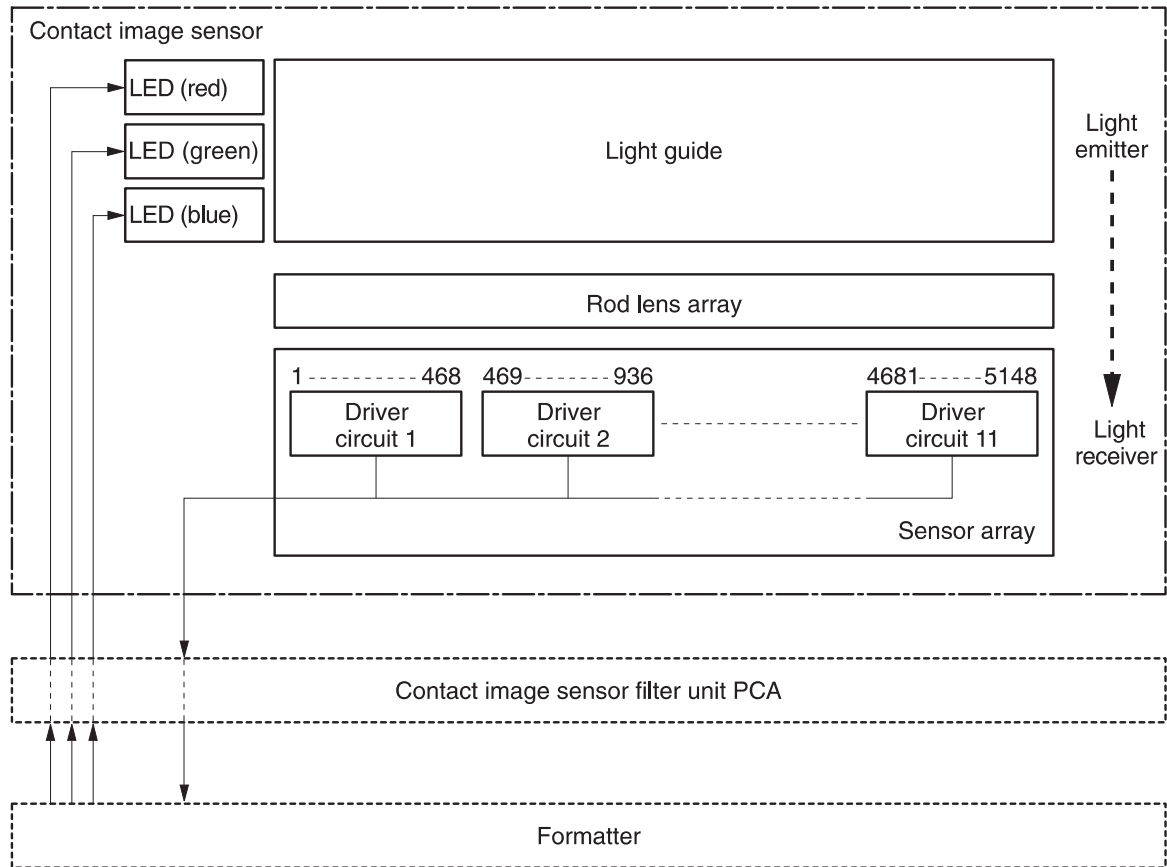 Contact image sensor
LED (red)
LED (green)
LED (blue)
Light guide
Light
emitter
Rod lens array
1 468 469 936 4681 5148
Driver
circuit 1
Driver
circuit 2
Driver
circuit 11
Light
receiver
Sensor array
Contact image sensor filter unit PCA
Formatter